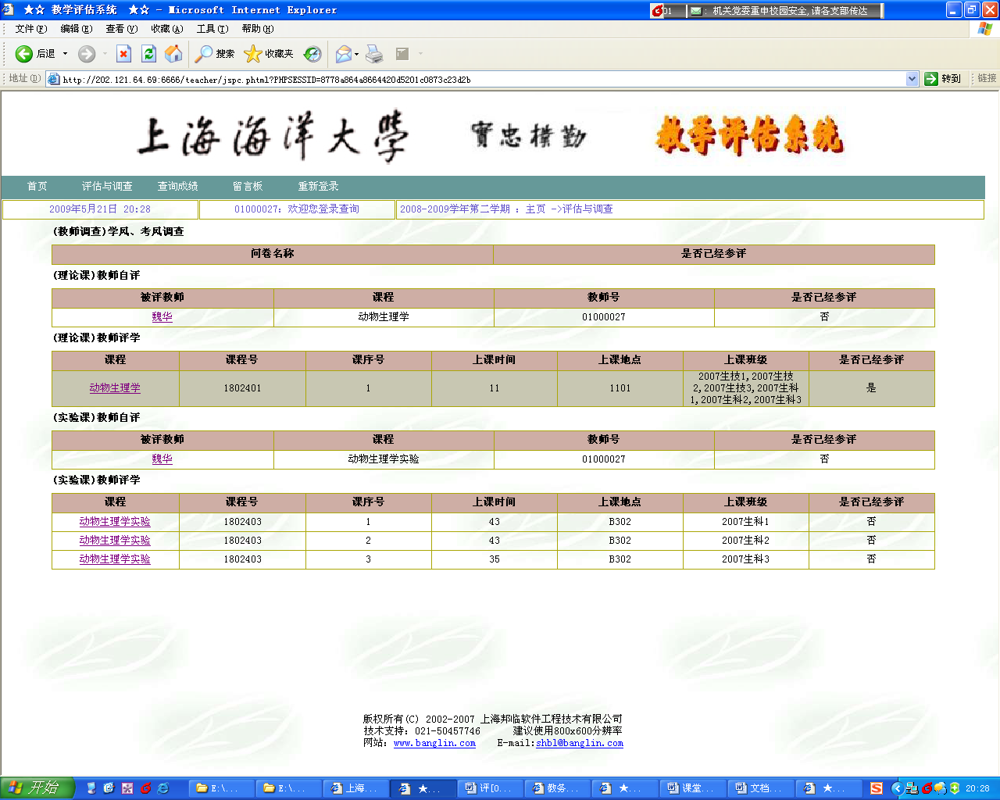 ★☆ 教学评估系统 ★☆ - Microsoft Internet Explorer
01 : 机关党委重申校园安全,请各支部传达
文件(F) 编辑(E) 查看(V) 收藏(A) 工具(T) 帮助(H)
后退 搜索 收藏夹
地址(D) http://202.121.64.69:6666/teacher/jspc.phtml?PHPSESSID=8778a864a8664420d5201c0873c23d2b 转到 链接
上海海洋大學 實忠樸勤 教学评估系统
首页 评估与调查 查询成绩 留言板 重新登录
2009年5月21日 20:28 01000027: 欢迎您登录查询 2008-2009学年第二学期 : 主页 ->评估与调查
(教师调查)学风、考风调查
问卷名称 是否已经参评
(理论课)教师自评
被评教师 课程 教师号 是否已经参评
魏华 动物生理学 01000027 否
(理论课)教师评学
课程 课程号 课序号 上课时间 上课地点 上课班级 是否已经参评
动物生理学 1802401 1 11 1101 2007生技1,2007生技
2,2007生技3,2007生科
1,2007生科2,2007生科3 是
(实验课)教师自评
被评教师 课程 教师号 是否已经参评
魏华 动物生理学实验 01000027 否
(实验课)教师评学
课程 课程号 课序号 上课时间 上课地点 上课班级 是否已经参评
动物生理学实验 1802403 1 43 B302 2007生科1 否
动物生理学实验 1802403 2 43 B302 2007生科2 否
动物生理学实验 1802403 3 35 B302 2007生科3 否
版权所有(C) 2002-2007 上海邦临软件工程技术有限公司
技术支持: 021-50457746 建议使用800x600分辨率
网站: www.banglin.com E-mail:shbl@banglin.com
开始 E:\... E:\... 上海... ★... 评[0... 教务... ★... 课堂... 文档... ★... 20:28